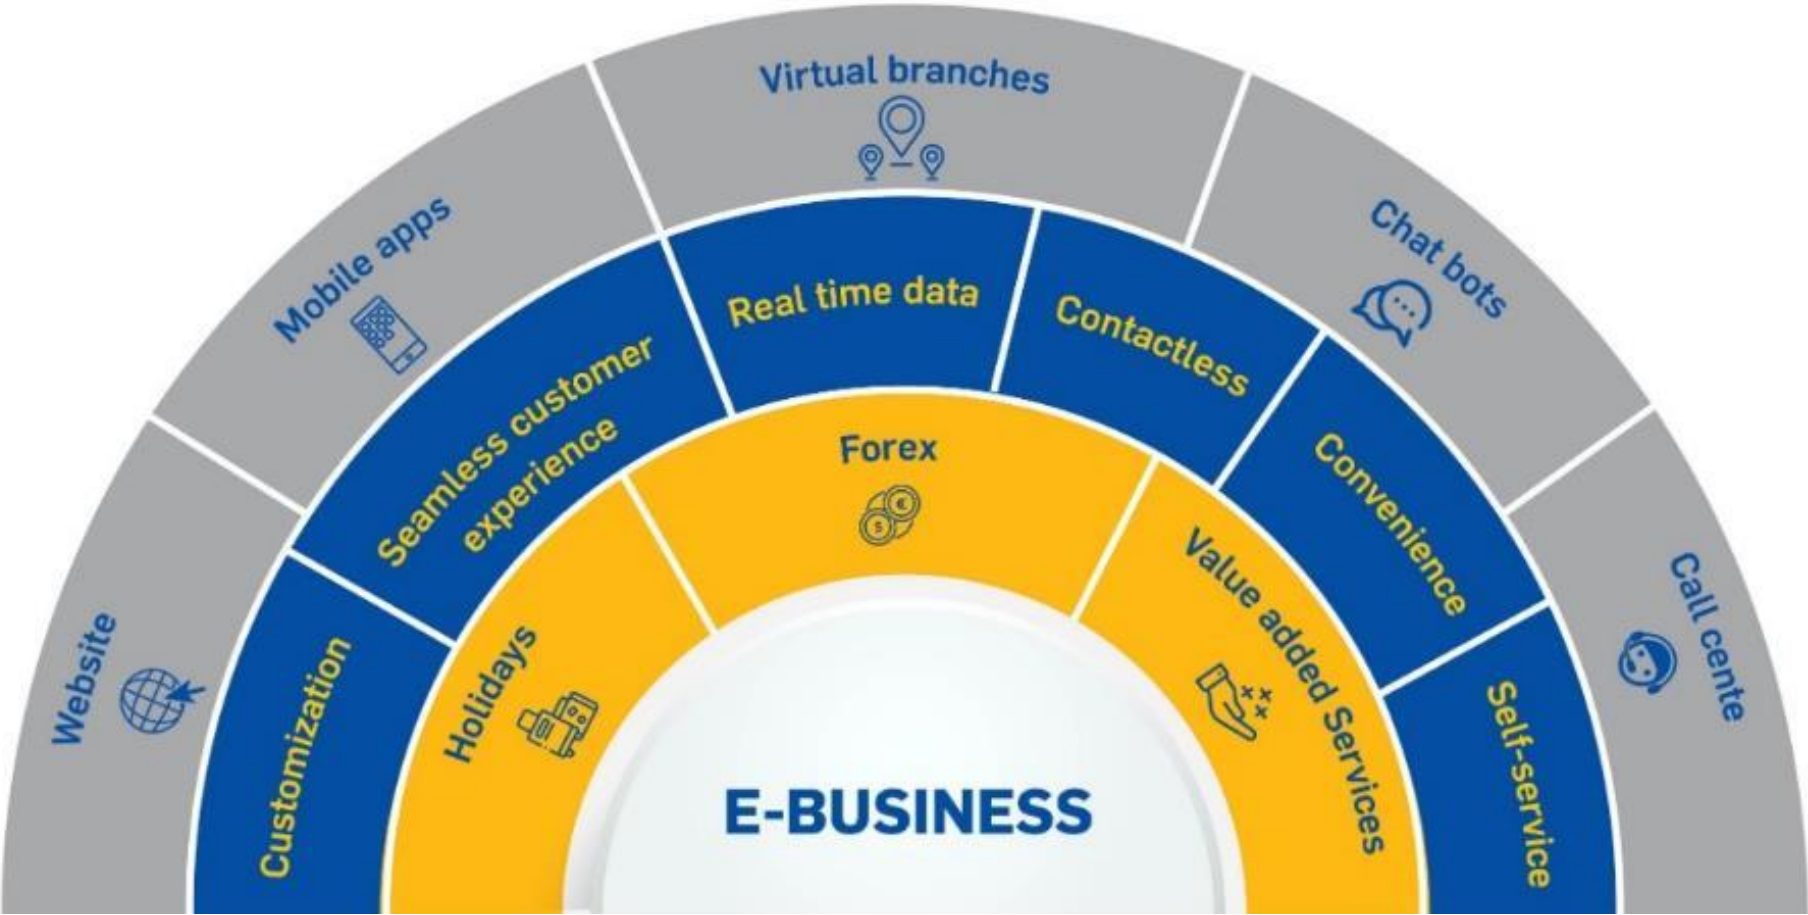 Virtual branches
Mobile apps
Chat bots
Website
Call cente
Real time data
Contactless
Seamless customer
experience
Convenience
Customization
Self-service
Forex
Holidays
Value added Services
E-BUSINESS